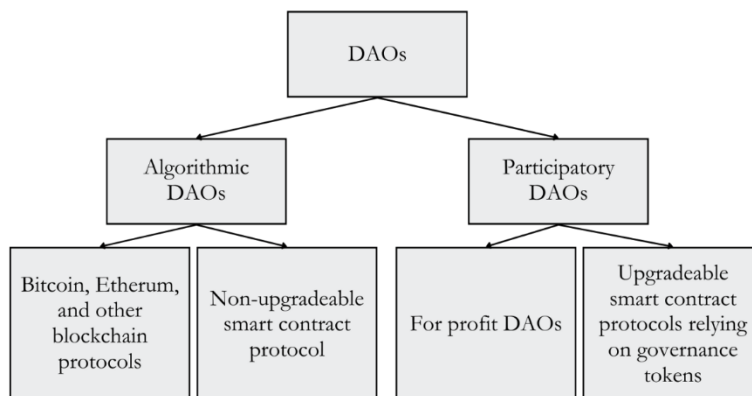 DAOs
Algorithmic
DAOs
Participatory
DAOs
Bitcoin, Etherum,
and other
blockchain
protocols
Non-upgradeable
smart contract
protocol
For profit DAOs
Upgradeable
smart contract
protocols relying
on governance
tokens